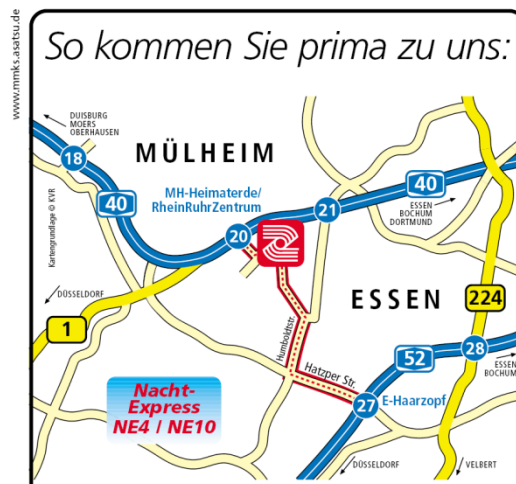 www.mmks.asatsu.de
So kommen Sie prima zu uns:
DUISBURG
MOERS
OBERHAUSEN
18
MÜLHEIM
40
MH-Heimaterde/
RheinRuhrZentrum
20
21
40
ESSEN
BOCHUM
DORTMUND
Kartengrundlage © KVR
DÜSSELDORF
1
ESSEN
224
Humboldtstr.
Hatzper Str.
52
28
ESSEN
BOCHUM
Nacht-
Express
NE4 / NE10
27
E-Haarzopf
DÜSSELDORF
VELBERT